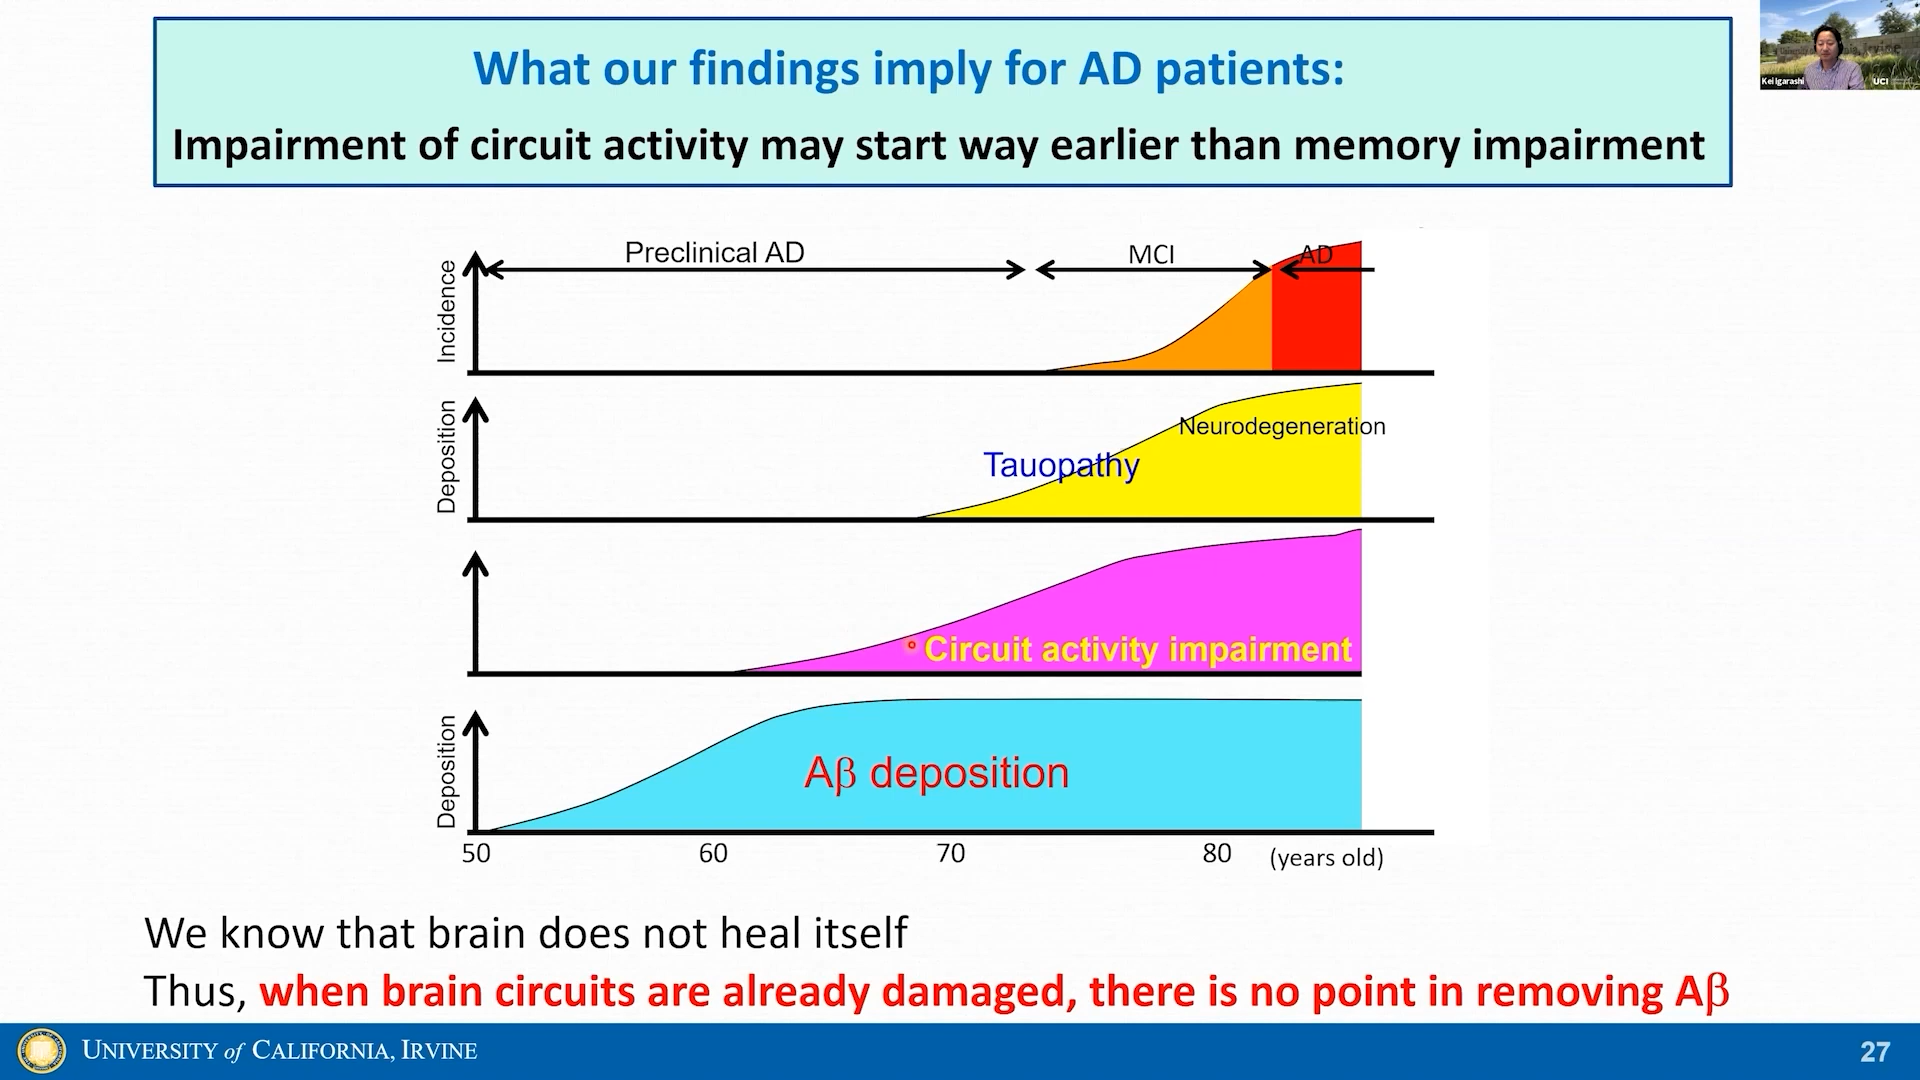 What our findings imply for AD patients:
Impairment of circuit activity may start way earlier than memory impairment
Kei Igarashi
UCI
Preclinical AD
MCI
AD
Incidence
Deposition
Neurodegeneration
Tauopathy
Circuit activity impairment
Deposition
Aβ deposition
50
60
70
80
(years old)
We know that brain does not heal itself
Thus, when brain circuits are already damaged, there is no point in removing Aβ
UNIVERSITY of CALIFORNIA, IRVINE
27